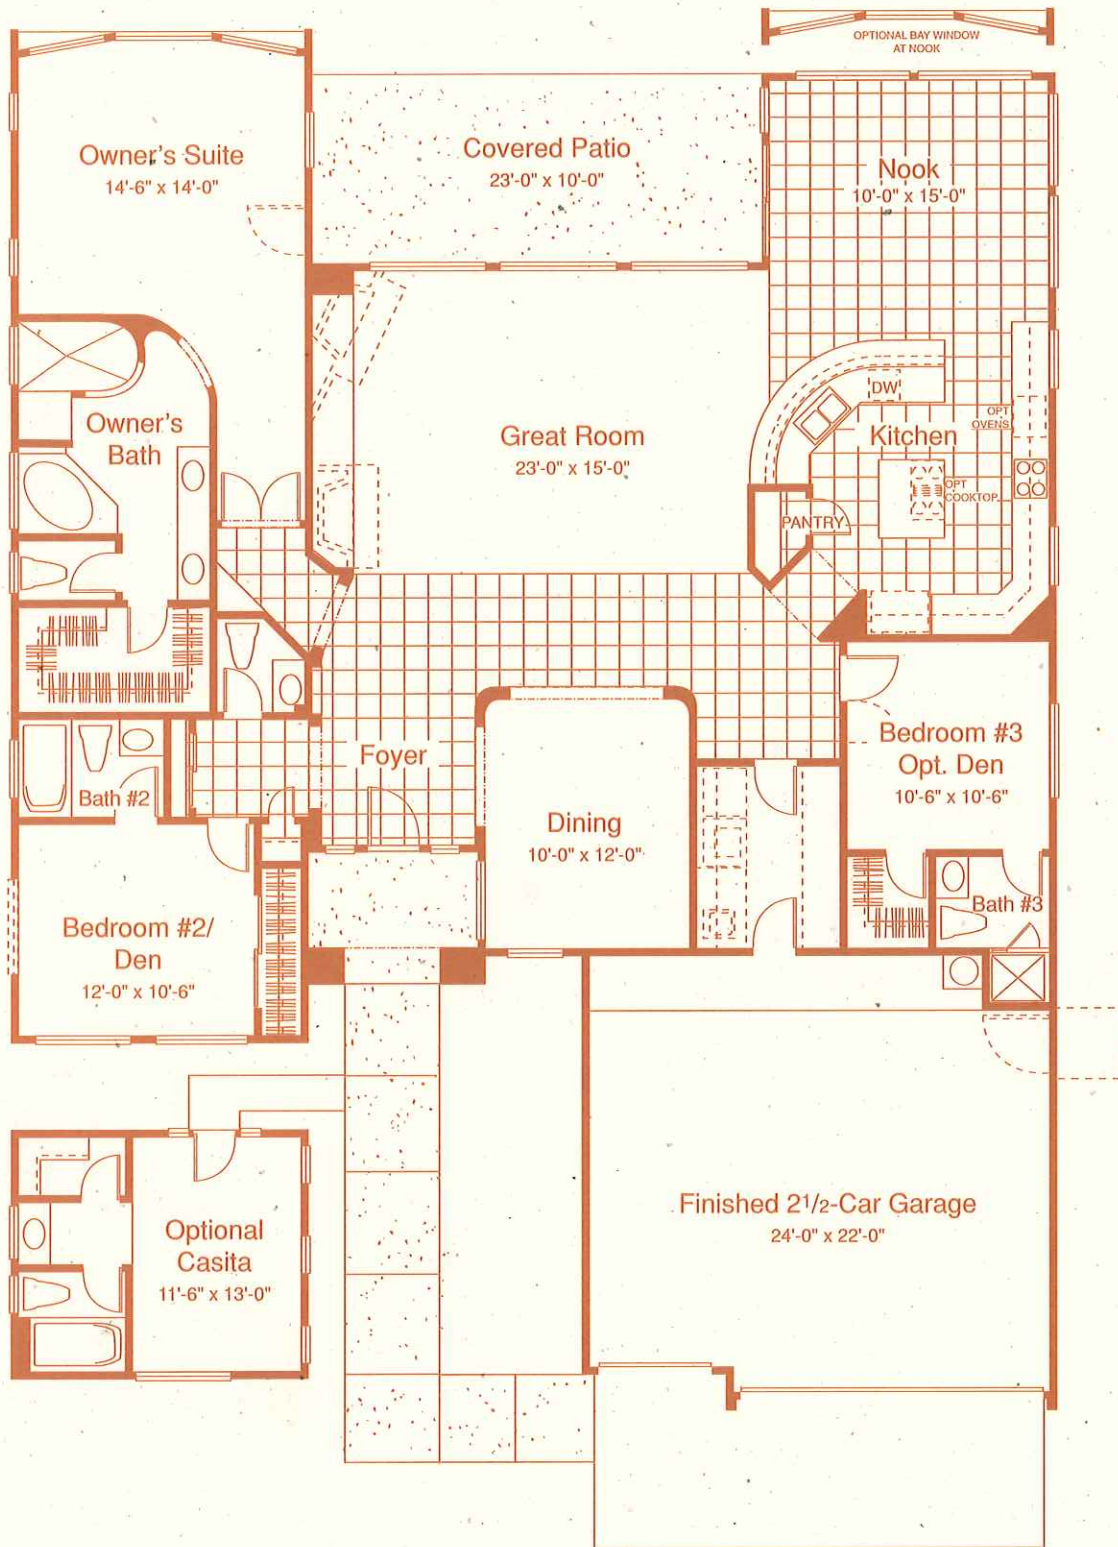 OPTIONAL BAY WINDOW
AT NOOK
Owner's Suite
14'-6" x 14'-0"
Covered Patio
23'-0" x 10'-0"
Nook
10'-0" x 15'-0"
Owner's
Bath
Great Room
23'-0" x 15'-0"
DW
Kitchen
OPT
OVENS
OPT
COOKTOP
PANTRY
Foyer
Bath #2
Bedroom #3
Opt. Den
10'-6" x 10'-6"
Dining
10'-0" x 12'-0"
Bath #3
Bedroom #2/
Den
12'-0" x 10'-6"
Optional
Casita
11'-6" x 13'-0"
Finished 2 1/2-Car Garage
24'-0" x 22'-0"